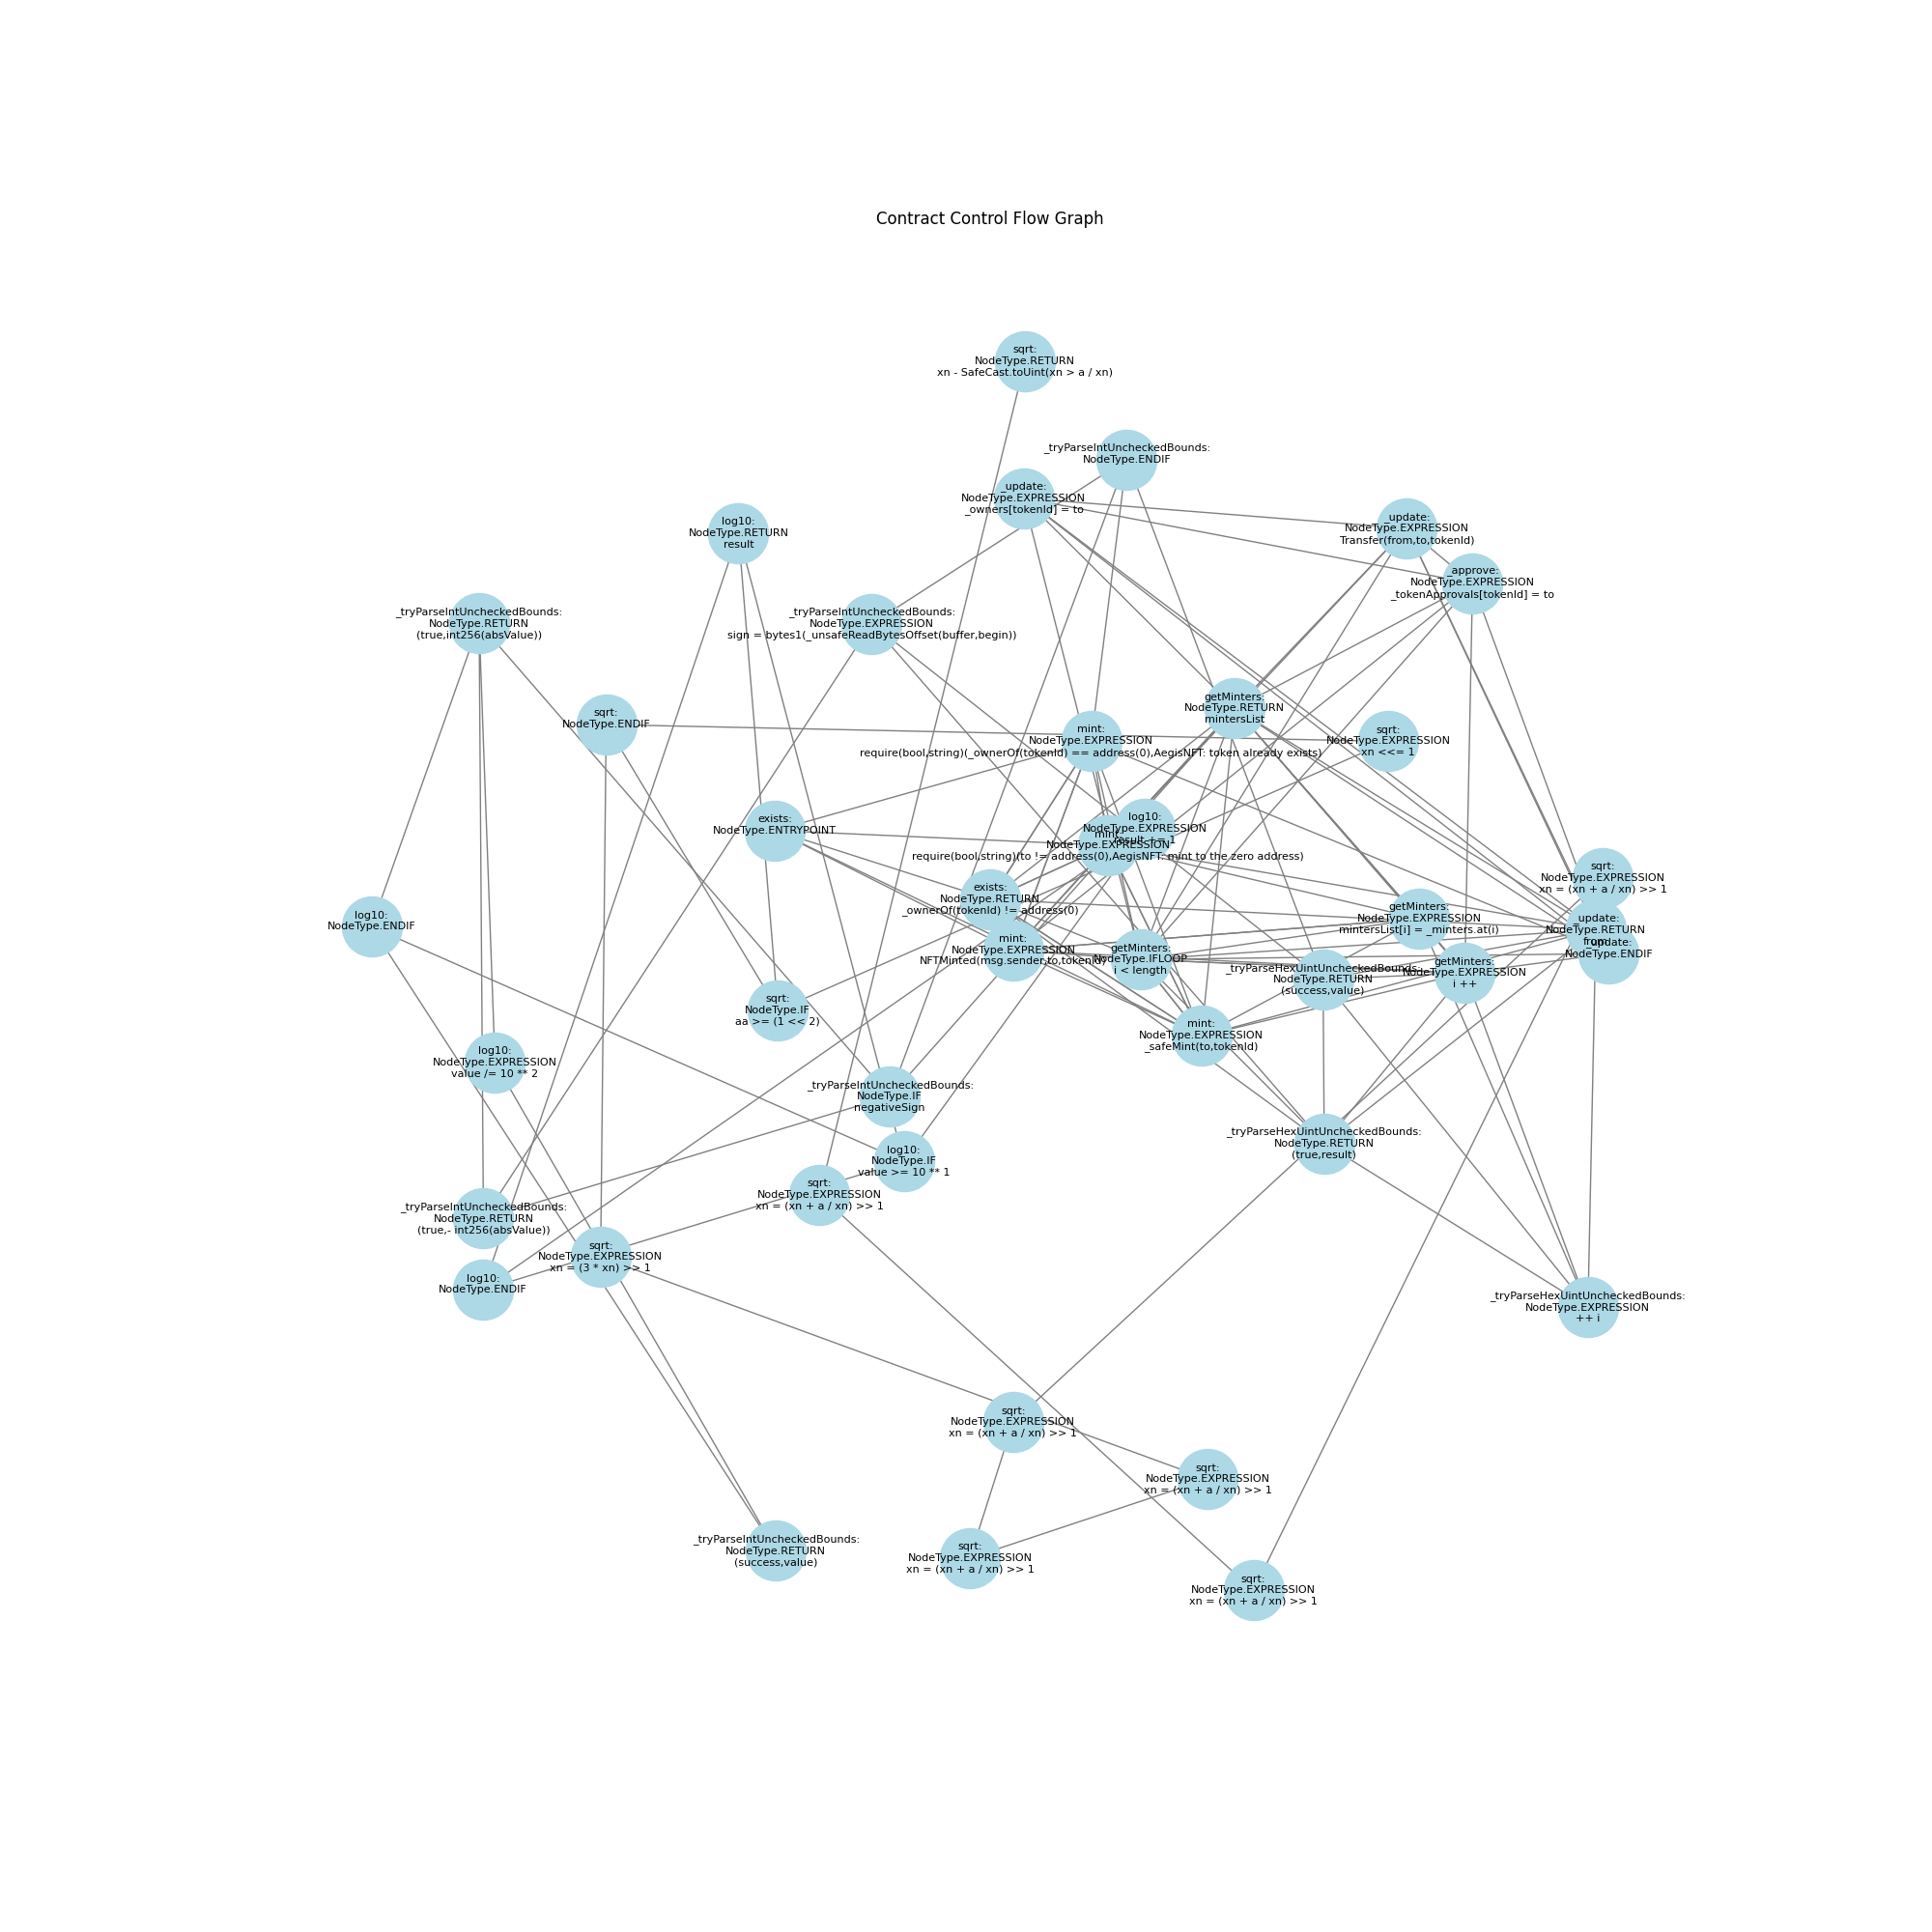 Contract Control Flow Graph
sqrt:
NodeType.RETURN
xn - SafeCast.toUint(xn > a / xn)
_tryParseIntUncheckedBounds:
NodeType.ENDIF
_update:
NodeType.EXPRESSION
_owners[tokenId] = to
log10:
NodeType.RETURN
result
_update:
NodeType.EXPRESSION
Transfer(from,to,tokenId)
_approve:
NodeType.EXPRESSION
_tokenApprovals[tokenId] = to
_tryParseIntUncheckedBounds:
NodeType.RETURN
(true,int256(absValue))
_tryParseIntUncheckedBounds:
NodeType.EXPRESSION
sign = bytes1(_unsafeReadBytesOffset(buffer,begin))
getMinters:
NodeType.RETURN
mintersList
sqrt:
NodeType.ENDIF
mint:
NodeType.EXPRESSION
require(bool,string)(_ownerOf(tokenId) == address(0),AegisNFT: token already exists)
sqrt:
NodeType.EXPRESSION
xn <<= 1
exists:
NodeType.ENTRYPOINT
log10:
NodeType.EXPRESSION
result += 1
mint:
NodeType.EXPRESSION
require(bool,string)(to != address(0),AegisNFT: mint to the zero address)
sqrt:
NodeType.EXPRESSION
xn = (xn + a / xn) >> 1
exists:
NodeType.RETURN
_ownerOf(tokenId) != address(0)
getMinters:
NodeType.EXPRESSION
mintersList[i] = _minters.at(i)
_update:
NodeType.RETURN
from
_update:
NodeType.ENDIF
log10:
NodeType.ENDIF
mint:
NodeType.EXPRESSION
NFTMinted(msg.sender,to,tokenId)
getMinters:
NodeType.IFLOOP
i < length
_tryParseHexUintUncheckedBounds:
NodeType.RETURN
(success,value)
getMinters:
NodeType.EXPRESSION
i ++
sqrt:
NodeType.IF
aa >= (1 << 2)
mint:
NodeType.EXPRESSION
_safeMint(to,tokenId)
log10:
NodeType.EXPRESSION
value /= 10 ** 2
_tryParseIntUncheckedBounds:
NodeType.IF
negativeSign
_tryParseHexUintUncheckedBounds:
NodeType.RETURN
(true,result)
log10:
NodeType.IF
value >= 10 ** 1
sqrt:
NodeType.EXPRESSION
xn = (xn + a / xn) >> 1
_tryParseIntUncheckedBounds:
NodeType.RETURN
(true,- int256(absValue))
sqrt:
NodeType.EXPRESSION
xn = (3 * xn) >> 1
log10:
NodeType.ENDIF
_tryParseHexUintUncheckedBounds:
NodeType.EXPRESSION
++ i
sqrt:
NodeType.EXPRESSION
xn = (xn + a / xn) >> 1
sqrt:
NodeType.EXPRESSION
xn = (xn + a / xn) >> 1
_tryParseIntUncheckedBounds:
NodeType.RETURN
(success,value)
sqrt:
NodeType.EXPRESSION
xn = (xn + a / xn) >> 1
sqrt:
NodeType.EXPRESSION
xn = (xn + a / xn) >> 1